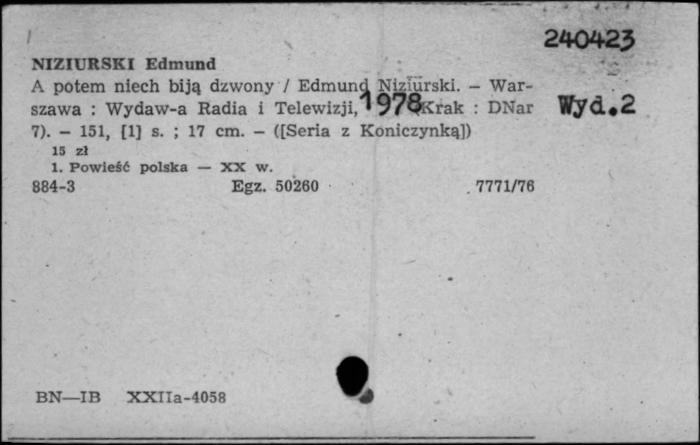 240423
NIZIURSKI Edmund
A potem niech biją dzwony / Edmund Niziurski. — War-
szawa : Wydaw-a Radia i Telewizji, 1978 Krak : DNar Wyd.2
7). — 151, [1] s. ; 17 cm. — ([Seria z Koniczynką])
15 zł
1. Powieść polska — XX w.
884-3 Egz. 50260 7771/76
BN—IB XXIIa-4058